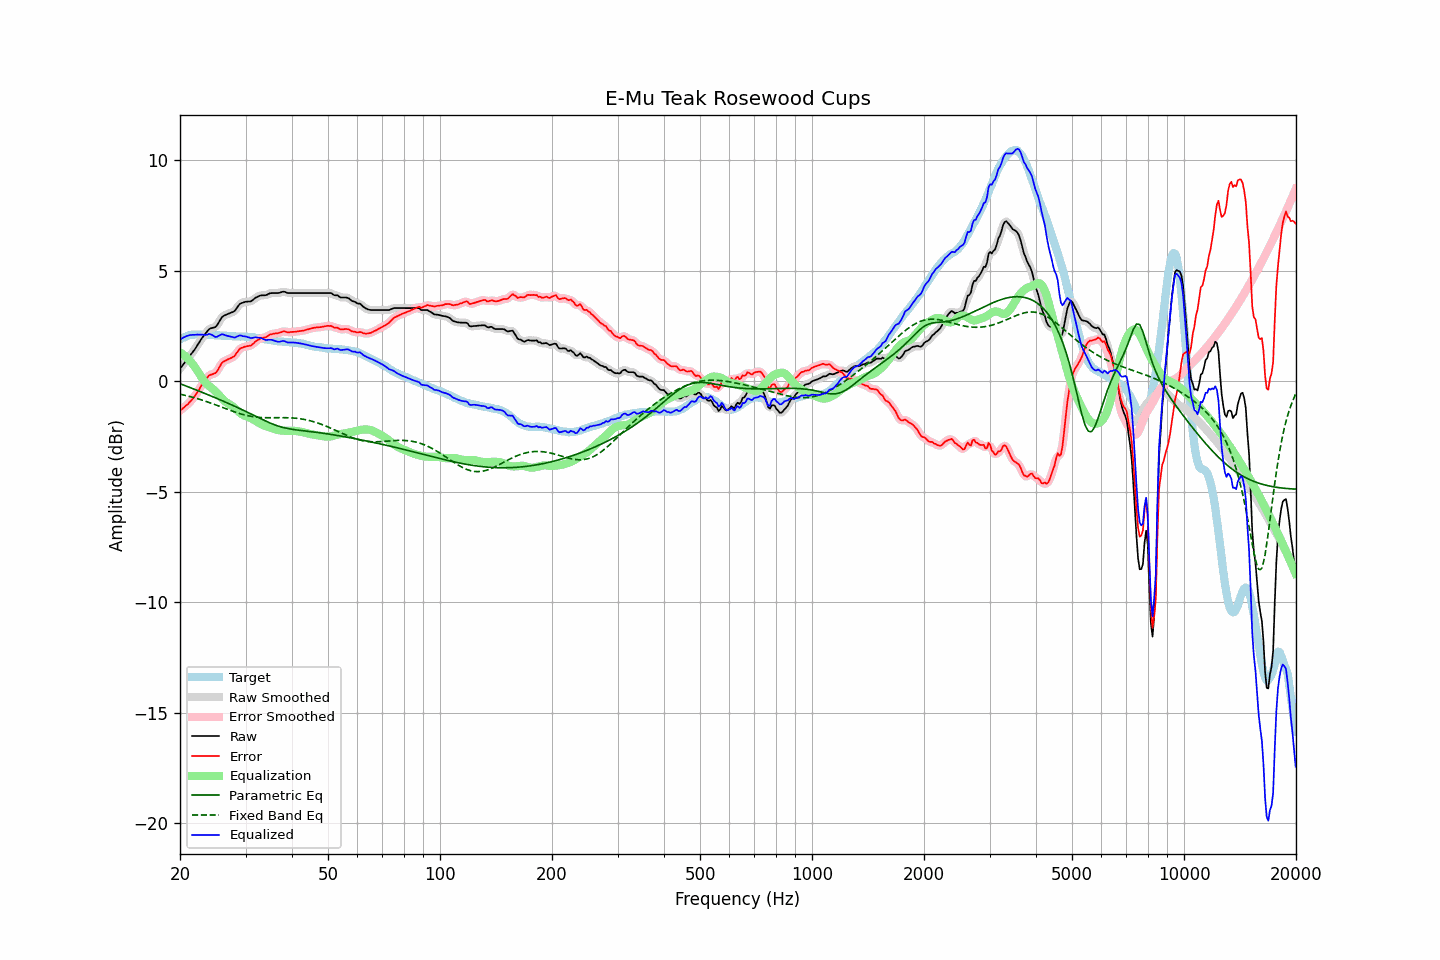 E-Mu Teak Rosewood Cups
Amplitude (dBr)
10
5
0
−5
−10
−15
−20
Target
Raw Smoothed
Error Smoothed
Raw
Error
Equalization
Parametric Eq
Fixed Band Eq
Equalized
20 50 100 200 500 1000 2000 5000 10000 20000
Frequency (Hz)